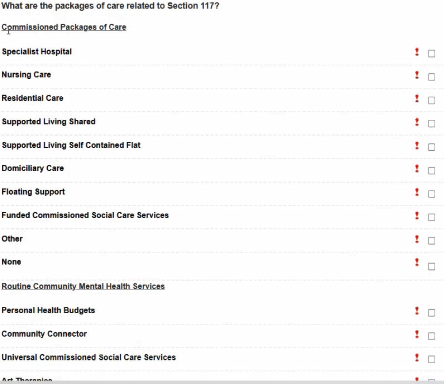 What are the packages of care related to Section 117?
Commissioned Packages of Care
Specialist Hospital
Nursing Care
Residential Care
Supported Living Shared
Supported Living Self Contained Flat
Domiciliary Care
Floating Support
Funded Commissioned Social Care Services
Other
None
Routine Community Mental Health Services
Personal Health Budgets
Community Connector
Universal Commissioned Social Care Services
Art Therapies